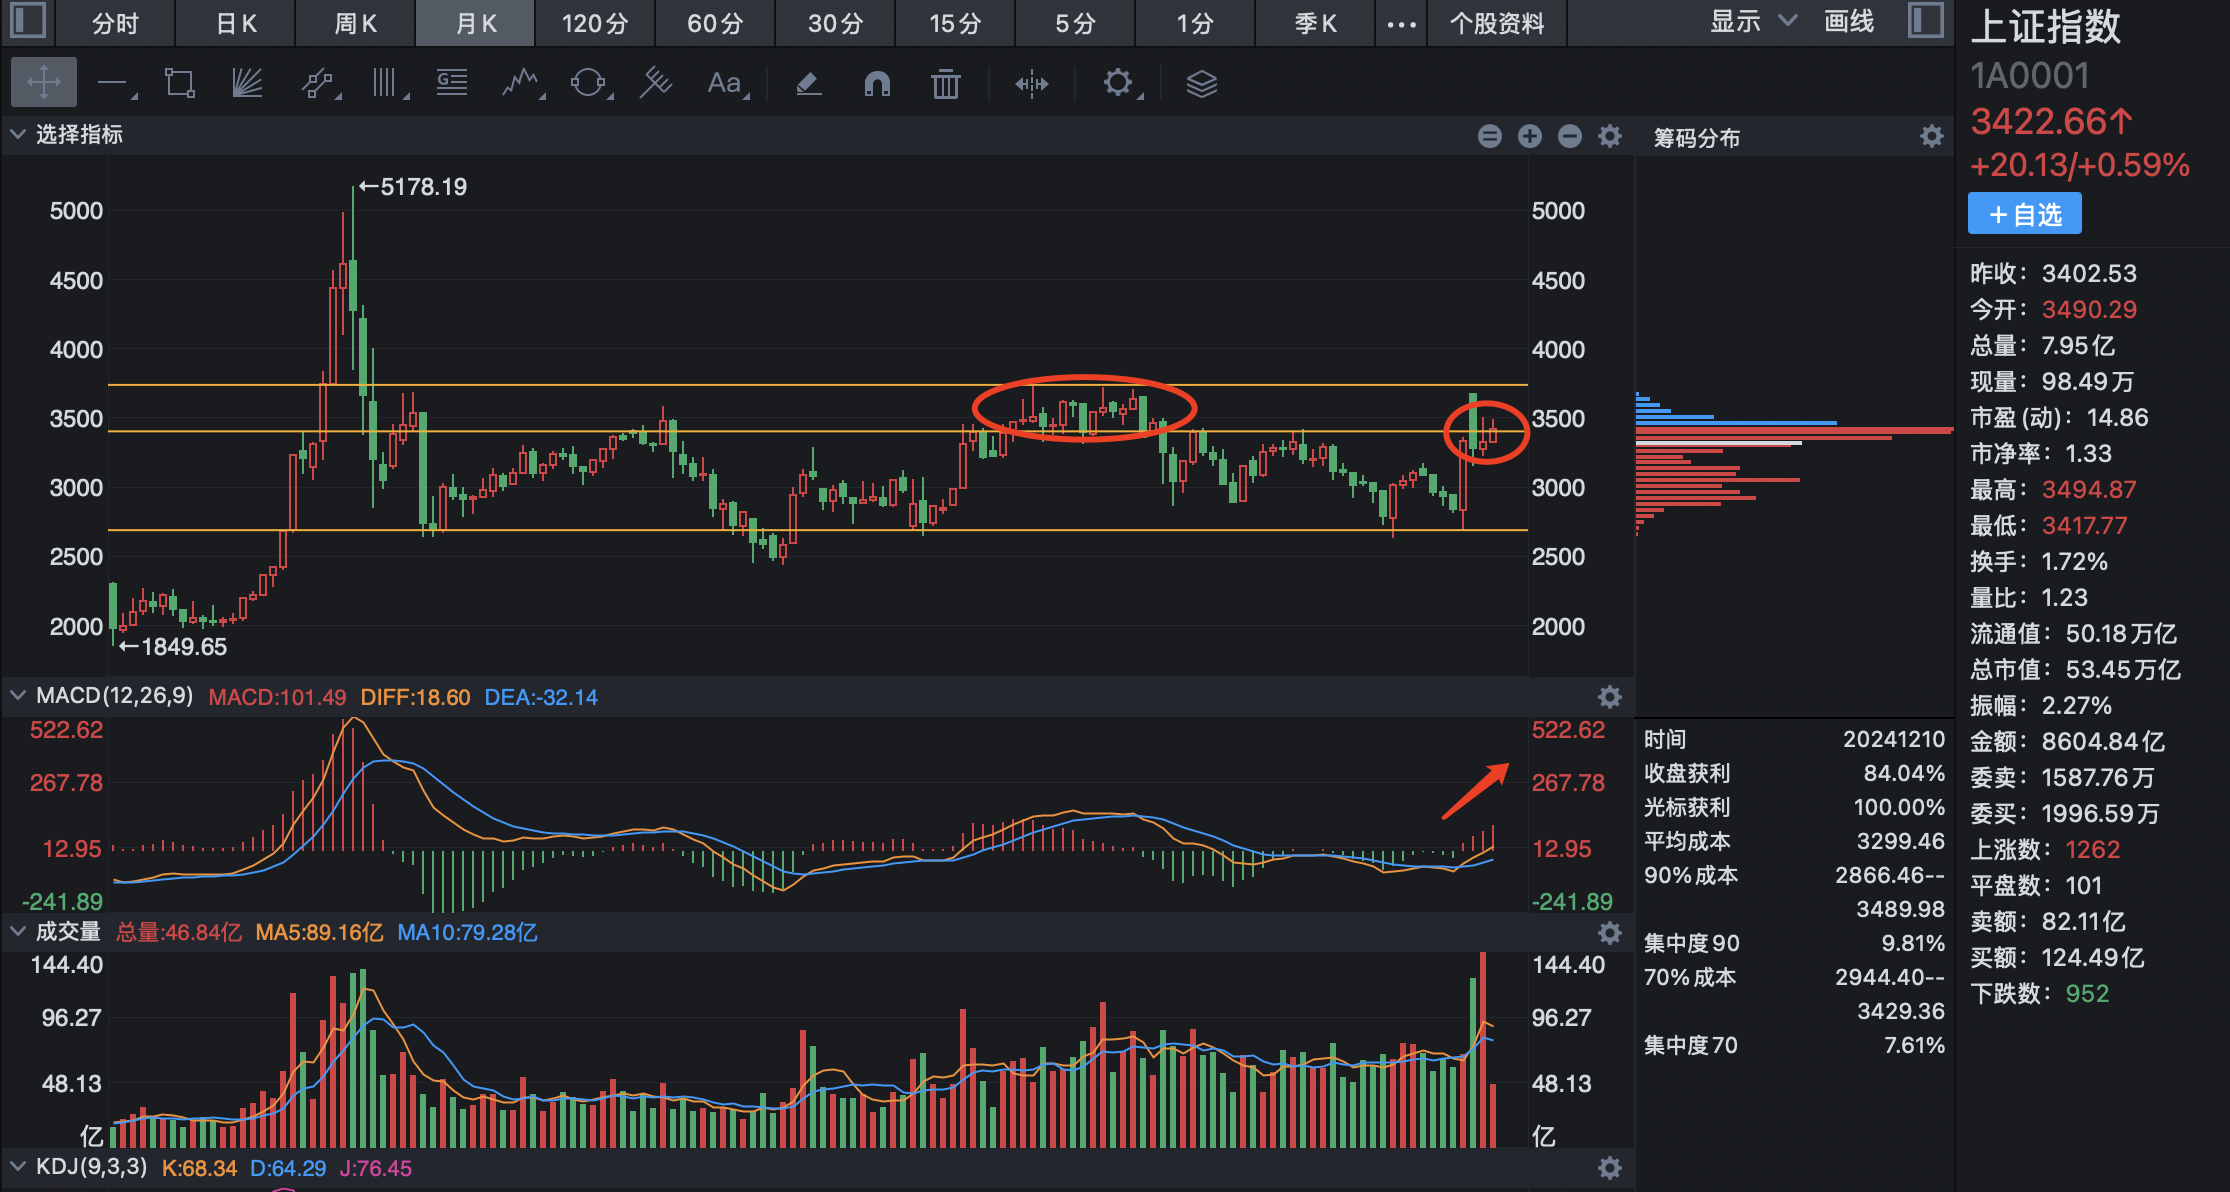 分时 日K 周K 月K 120分 60分 30分 15分 5分 1分 季K ... 个股资料 显示 画线
G Aa
选择指标
筹码分布
←5178.19
5000 5000
4500 4500
4000 4000
3500 3500
3000 3000
2500 2500
2000 2000
←1849.65
MACD(12,26,9) MACD:101.49 DIFF:18.60 DEA:-32.14
522.62 522.62
267.78 267.78
12.95 12.95
-241.89 -241.89
成交量 总量:46.84亿 MA5:89.16亿 MA10:79.28亿
144.40 144.40
96.27 96.27
48.13 48.13
亿 亿
KDJ(9,3,3) K:68.34 D:64.29 J:76.45
时间 20241210
收盘获利 84.04%
光标获利 100.00%
平均成本 3299.46
90%成本 2866.46--
3489.98
集中度90 9.81%
70%成本 2944.40--
3429.36
集中度70 7.61%
上证指数
1A0001
3422.66↑
+20.13/+0.59%
+自选
昨收: 3402.53
今开: 3490.29
总量: 7.95亿
现量: 98.49万
市盈(动): 14.86
市净率: 1.33
最高: 3494.87
最低: 3417.77
换手: 1.72%
量比: 1.23
流通值: 50.18万亿
总市值: 53.45万亿
振幅: 2.27%
金额: 8604.84亿
委卖: 1587.76万
委买: 1996.59万
上涨数: 1262
平盘数: 101
卖额: 82.11亿
买额: 124.49亿
下跌数: 952